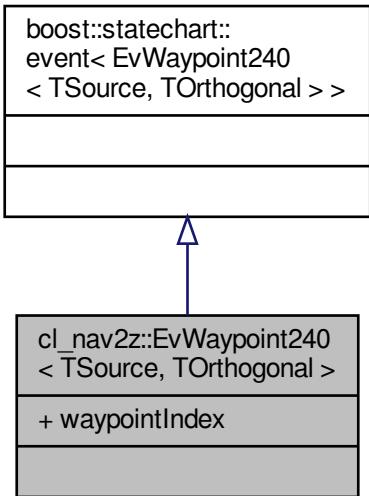 boost::statechart::
event< EvWaypoint240
< TSource, TOrthogonal > >
cl_nav2z::EvWaypoint240
< TSource, TOrthogonal >
+ waypointIndex